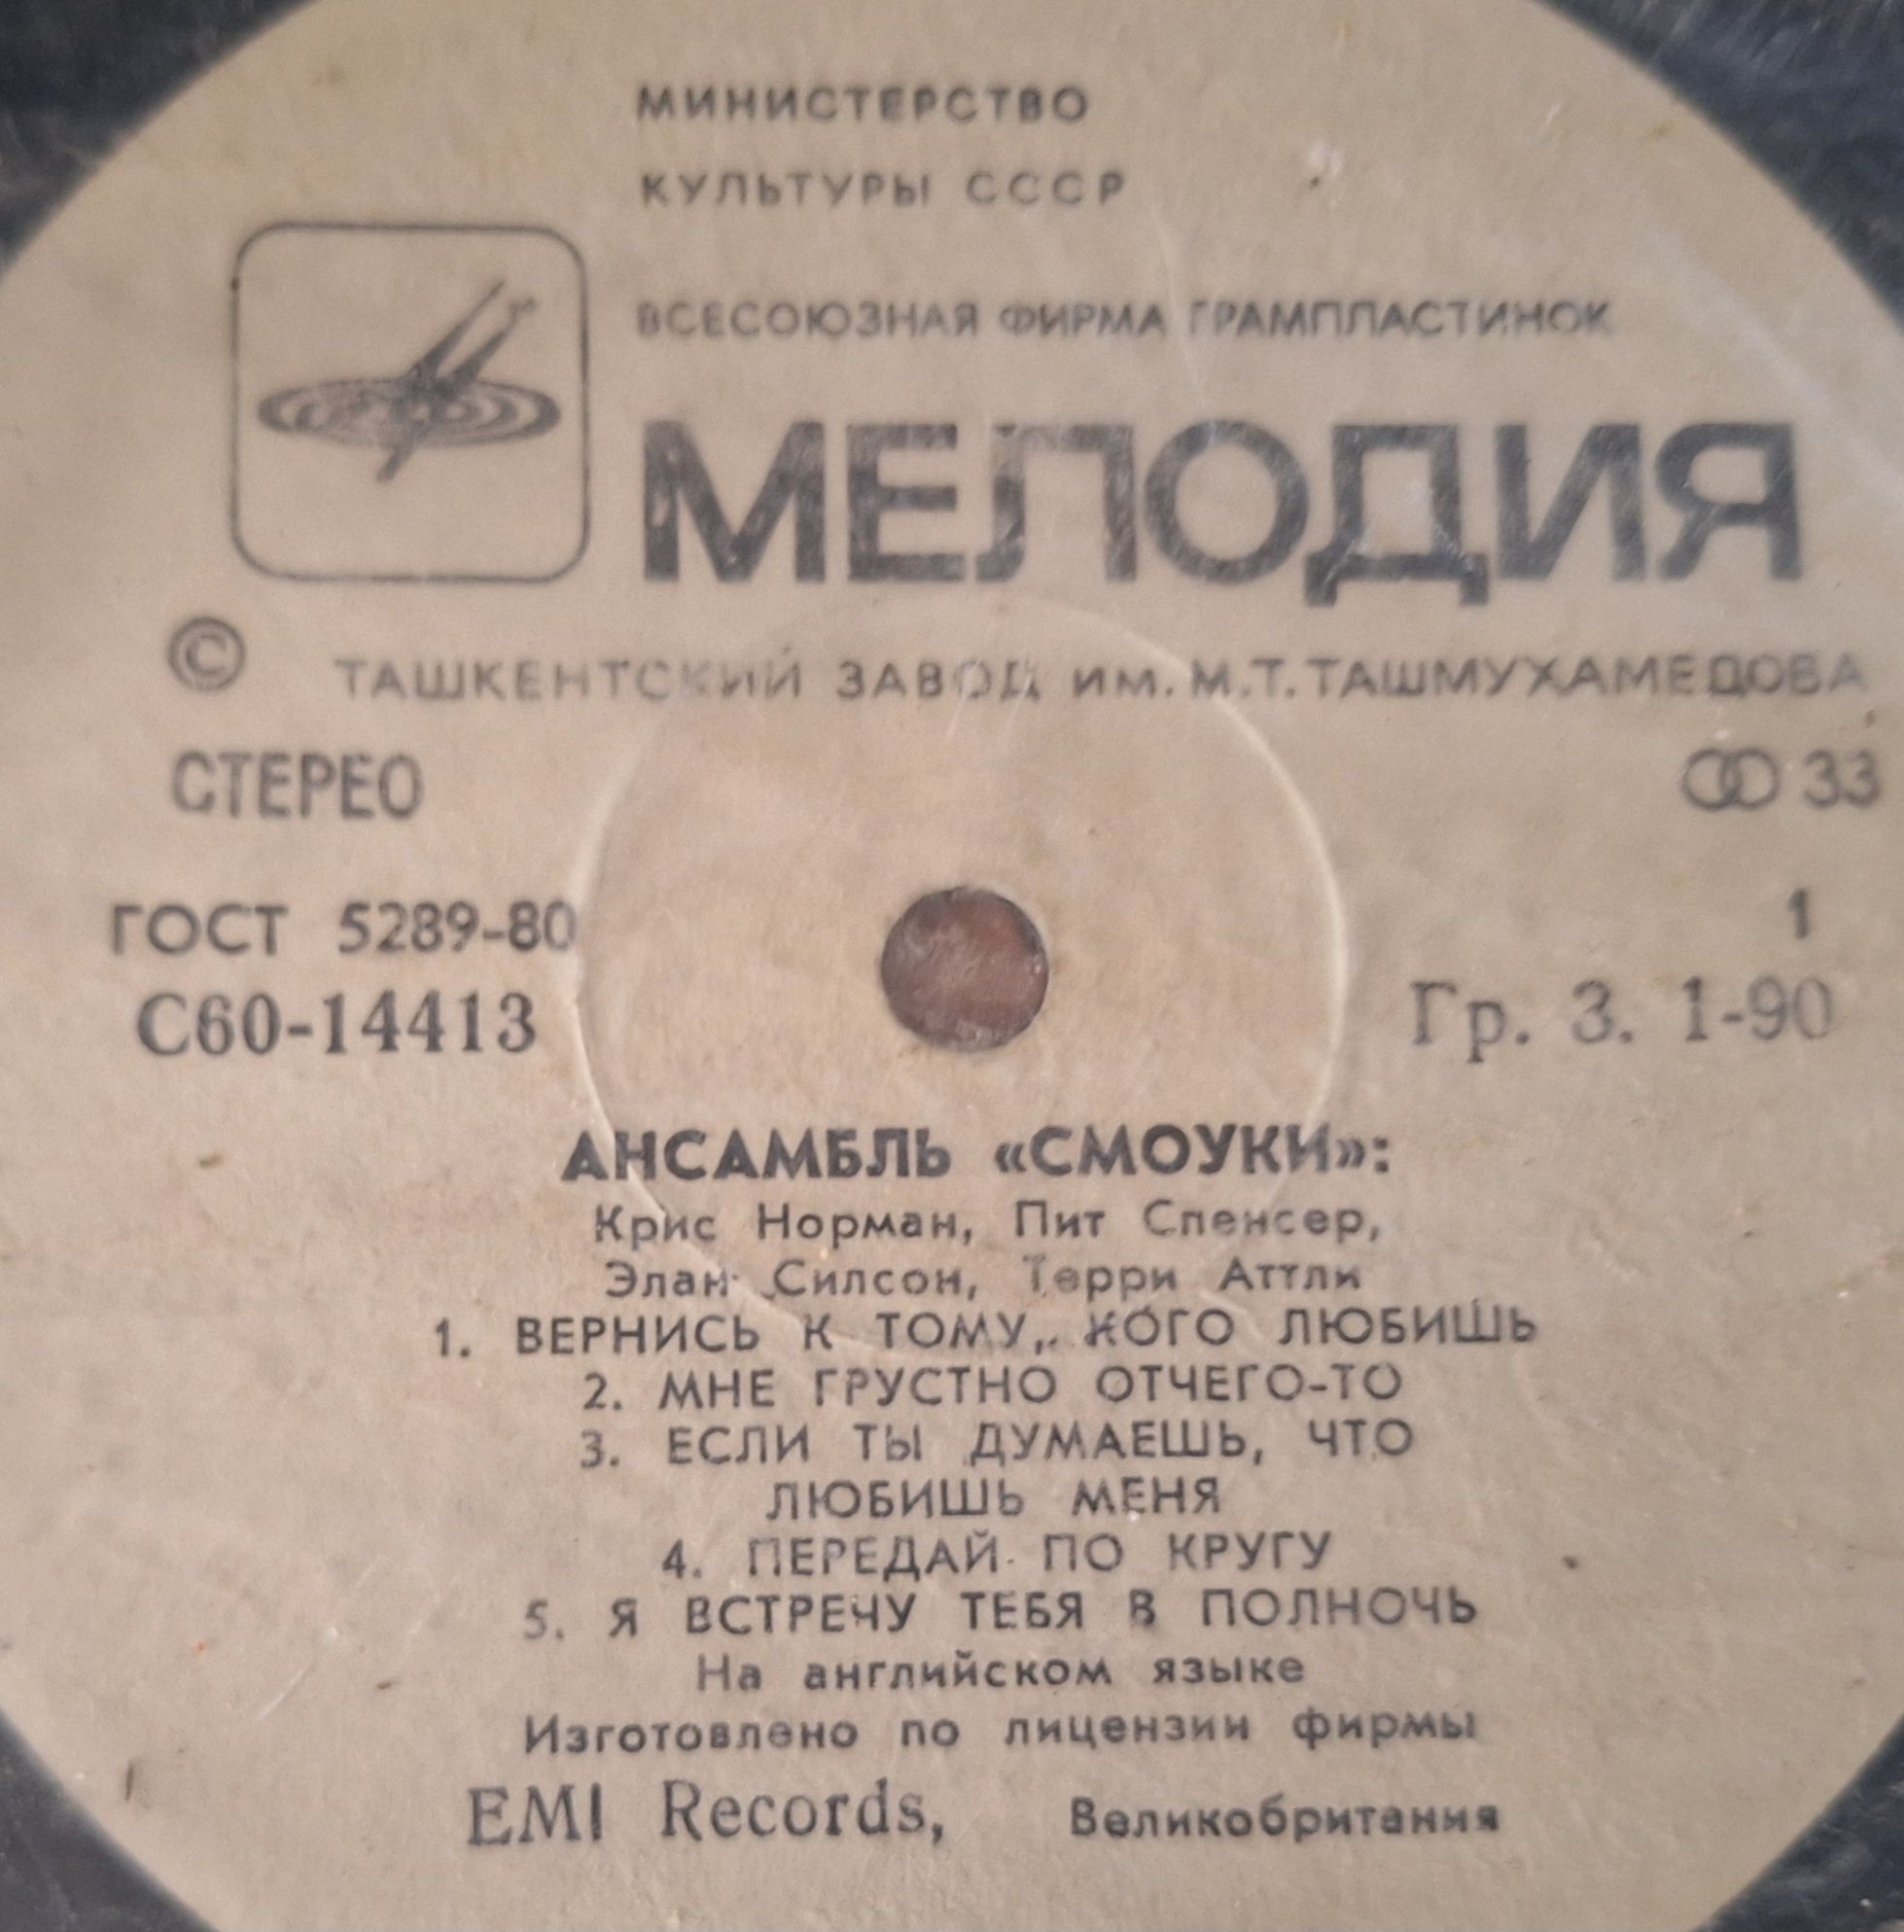 МИНИСТЕРСТВО
КУЛЬТУРЫ СССР
ВСЕСОЮЗНАЯ ФИРМА ГРАМПЛАСТИНОК
МЕЛОДИЯ
© ТАШКЕНТСКИЙ ЗАВОД им. М.Т. ТАШМУХАМЕДОВА
СТЕРЕО 33
ГОСТ 5289-80 1
С60-14413 Гр. 3. 1-90
АНСАМБЛЬ «СМОУКИ»:
Крис Норман, Пит Спенсер,
Элан Силсон, Терри Аттли
1. ВЕРНИСЬ К ТОМУ, КОГО ЛЮБИШЬ
2. МНЕ ГРУСТНО ОТЧЕГО-ТО
3. ЕСЛИ ТЫ ДУМАЕШЬ, ЧТО
ЛЮБИШЬ МЕНЯ
4. ПЕРЕДАЙ ПО КРУГУ
5. Я ВСТРЕЧУ ТЕБЯ В ПОЛНОЧЬ
На английском языке
Изготовлено по лицензии фирмы
EMI Records, Великобритания